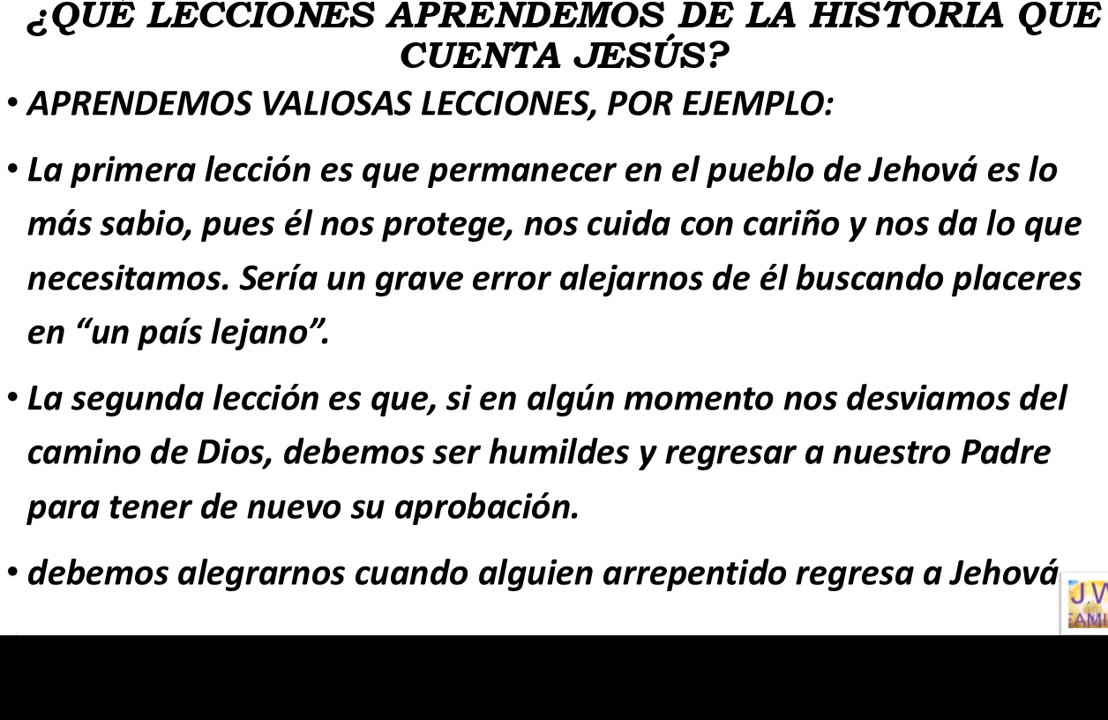 ¿QUÉ LECCIONES APRENDEMOS DE LA HISTORIA QUE
CUENTA JESÚS?
• APRENDEMOS VALIOSAS LECCIONES, POR EJEMPLO:
• La primera lección es que permanecer en el pueblo de Jehová es lo
más sabio, pues él nos protege, nos cuida con cariño y nos da lo que
necesitamos. Sería un grave error alejarnos de él buscando placeres
en “un país lejano”.
• La segunda lección es que, si en algún momento nos desviamos del
camino de Dios, debemos ser humildes y regresar a nuestro Padre
para tener de nuevo su aprobación.
• debemos alegrarnos cuando alguien arrepentido regresa a Jehová